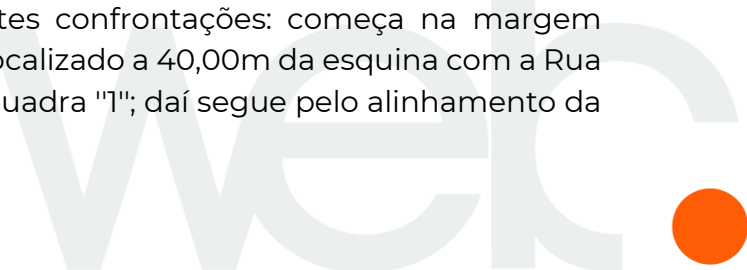 tes confrontações: começa na margem
ocalizado a 40,00m da esquina com a Rua
uadra "1"; daí segue pelo alinhamento da
web.